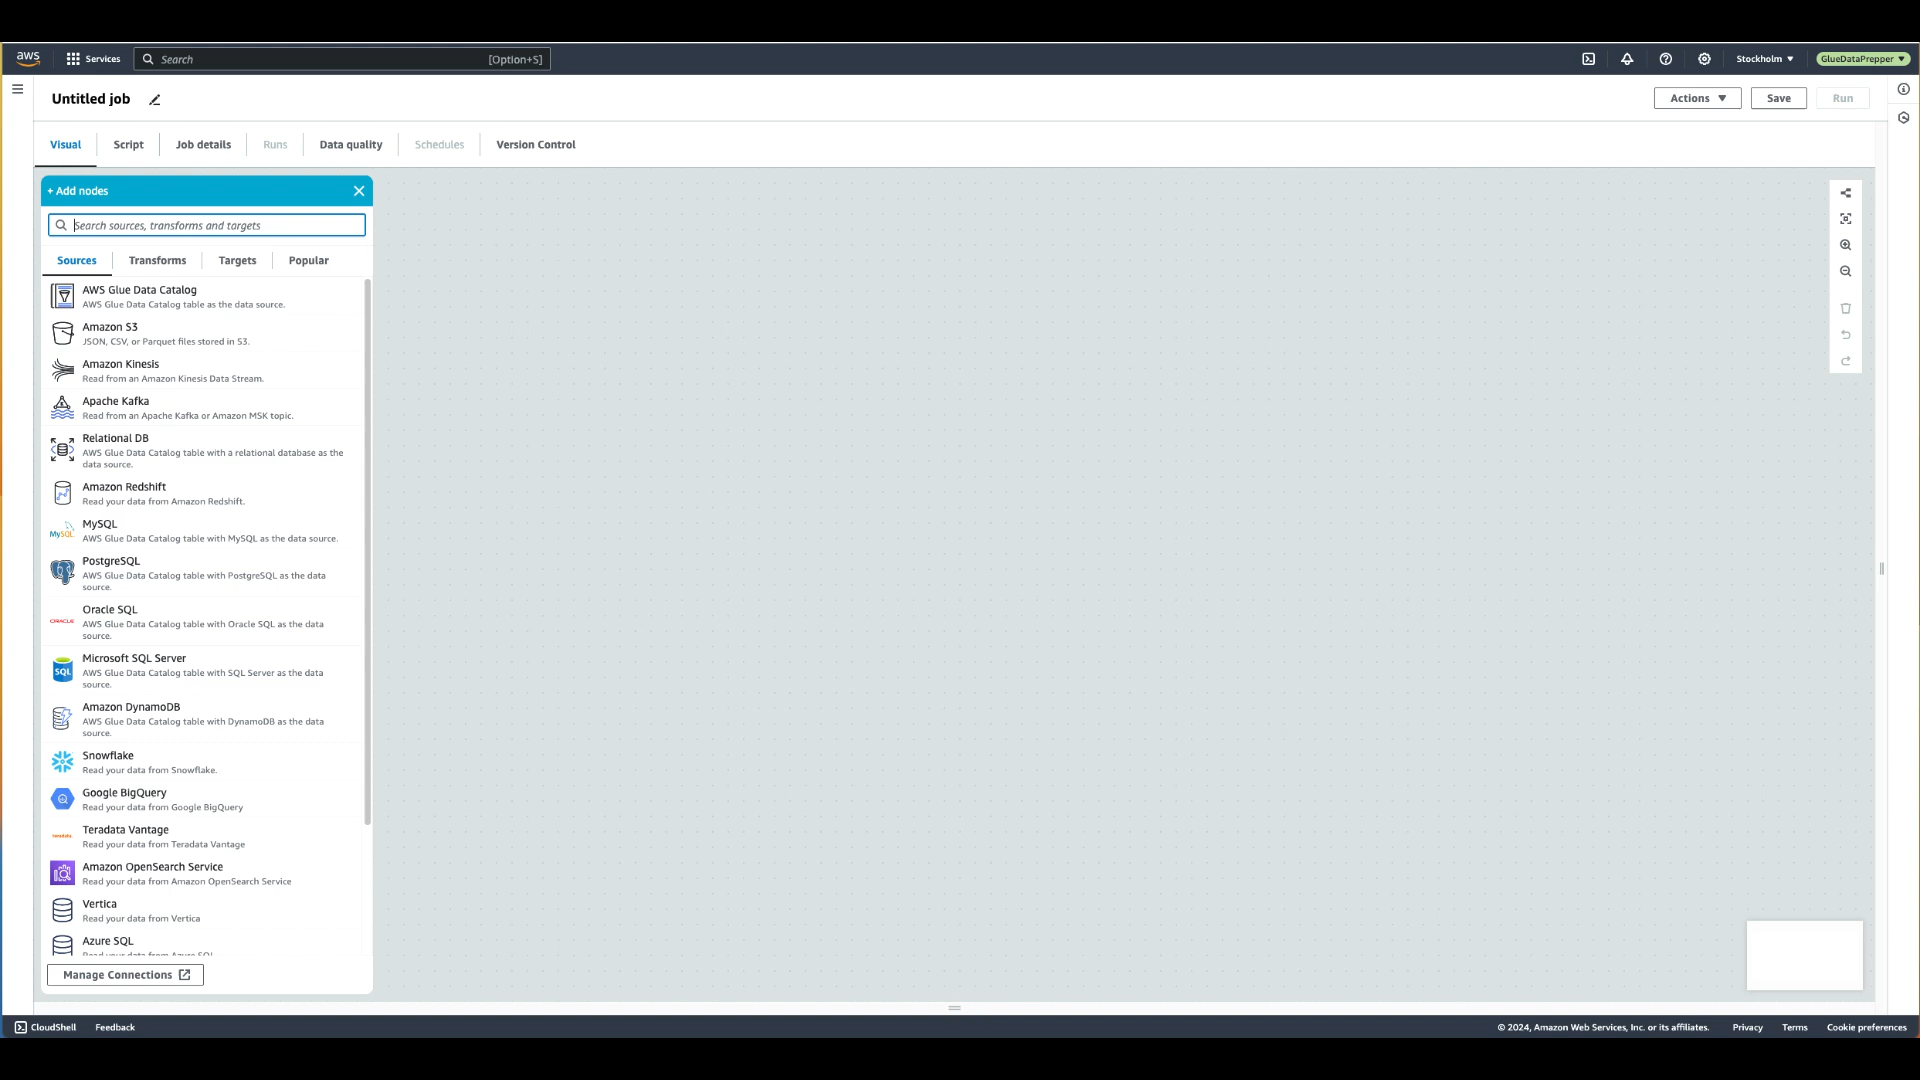 aws
Services
Search
[Option+S]
Stockholm
GlueDataPrepper
Untitled job
Actions
Save
Run
Visual
Script
Job details
Runs
Data quality
Schedules
Version Control
+ Add nodes
Search sources, transforms and targets
Sources
Transforms
Targets
Popular
AWS Glue Data Catalog
AWS Glue Data Catalog table as the data source.
Amazon S3
JSON, CSV, or Parquet files stored in S3.
Amazon Kinesis
Read from an Amazon Kinesis Data Stream.
Apache Kafka
Read from an Apache Kafka or Amazon MSK topic.
Relational DB
AWS Glue Data Catalog table with a relational database as the
data source.
Amazon Redshift
Read your data from Amazon Redshift.
MySQL
MySQL
AWS Glue Data Catalog table with MySQL as the data source.
PostgreSQL
AWS Glue Data Catalog table with PostgreSQL as the data
source.
Oracle SQL
ORACLE
AWS Glue Data Catalog table with Oracle SQL as the data
source.
Microsoft SQL Server
SQL
AWS Glue Data Catalog table with SQL Server as the data
source.
Amazon DynamoDB
AWS Glue Data Catalog table with DynamoDB as the data
source.
Snowflake
Read your data from Snowflake.
Google BigQuery
Read your data from Google BigQuery
Teradata Vantage
teradata.
Read your data from Teradata Vantage
Amazon OpenSearch Service
Read your data from Amazon OpenSearch Service
Vertica
Read your data from Vertica
Azure SQL
Read your data from Azure SQL
Manage Connections
CloudShell
Feedback
© 2024, Amazon Web Services, Inc. or its affiliates.
Privacy
Terms
Cookie preferences